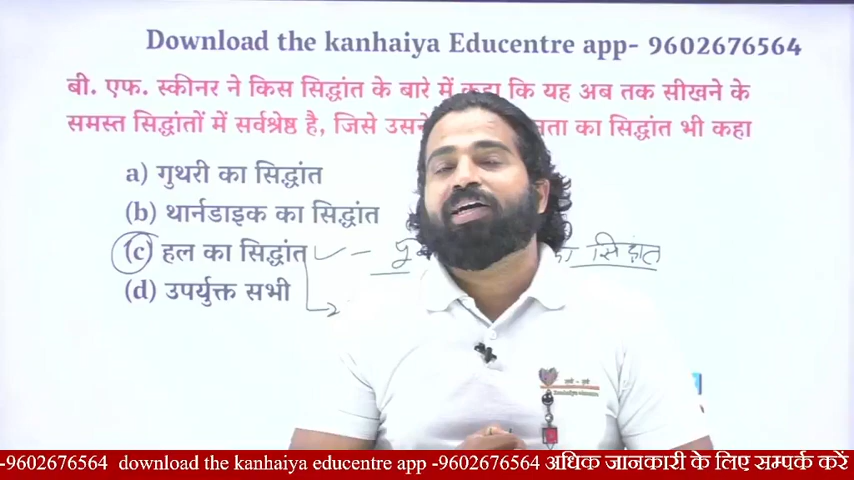 Download the kanhaiya Educentre app- 9602676564
बी. एफ. स्कीनर ने किस सिद्धांत के बारे में कहा कि यह अब तक सीखने के
समस्त सिद्धांतों में सर्वश्रेष्ठ है, जिसे उसने का सिद्धांत भी कहा
a) गुथरी का सिद्धांत
(b) थार्नडाइक का सिद्धांत
(c) हल का सिद्धांत का सिद्धांत
(d) उपर्युक्त सभी
-9602676564 download the kanhaiya educentre app -9602676564 अधिक जानकारी के लिए सम्पर्क करें